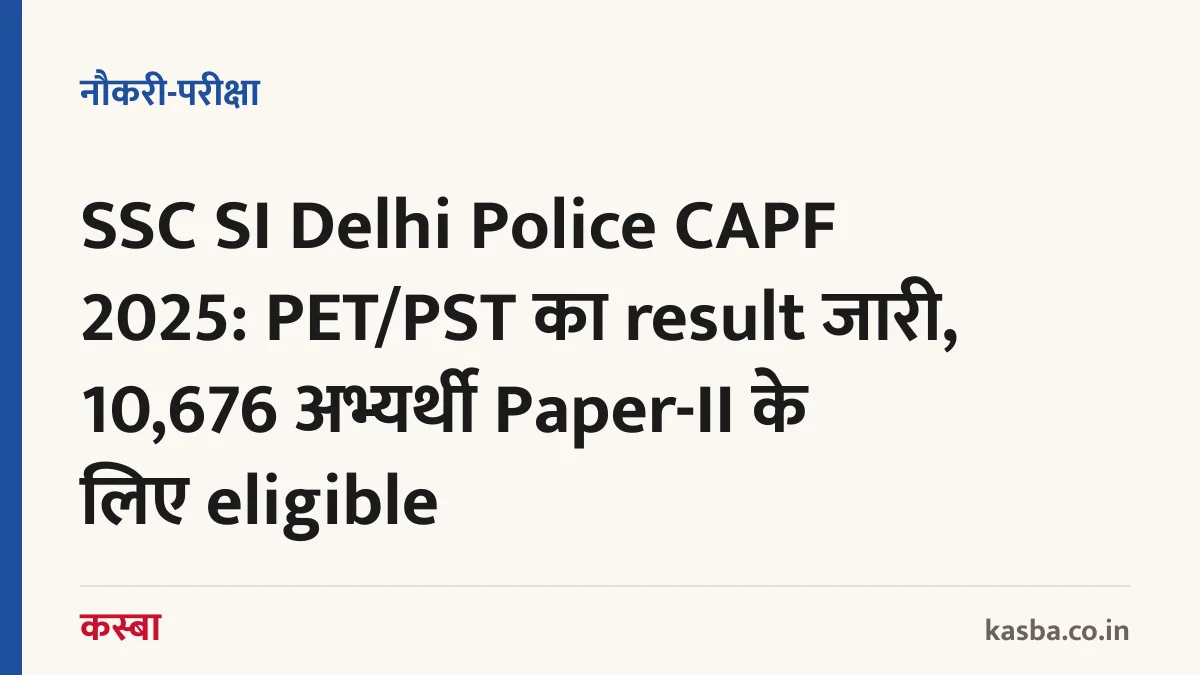 नौकरी-परीक्षा
SSC SI Delhi Police CAPF
2025: PET/PST का result जारी,
10,676 अभ्यर्थी Paper-II के
लिए eligible
कस्बा
kasba.co.in